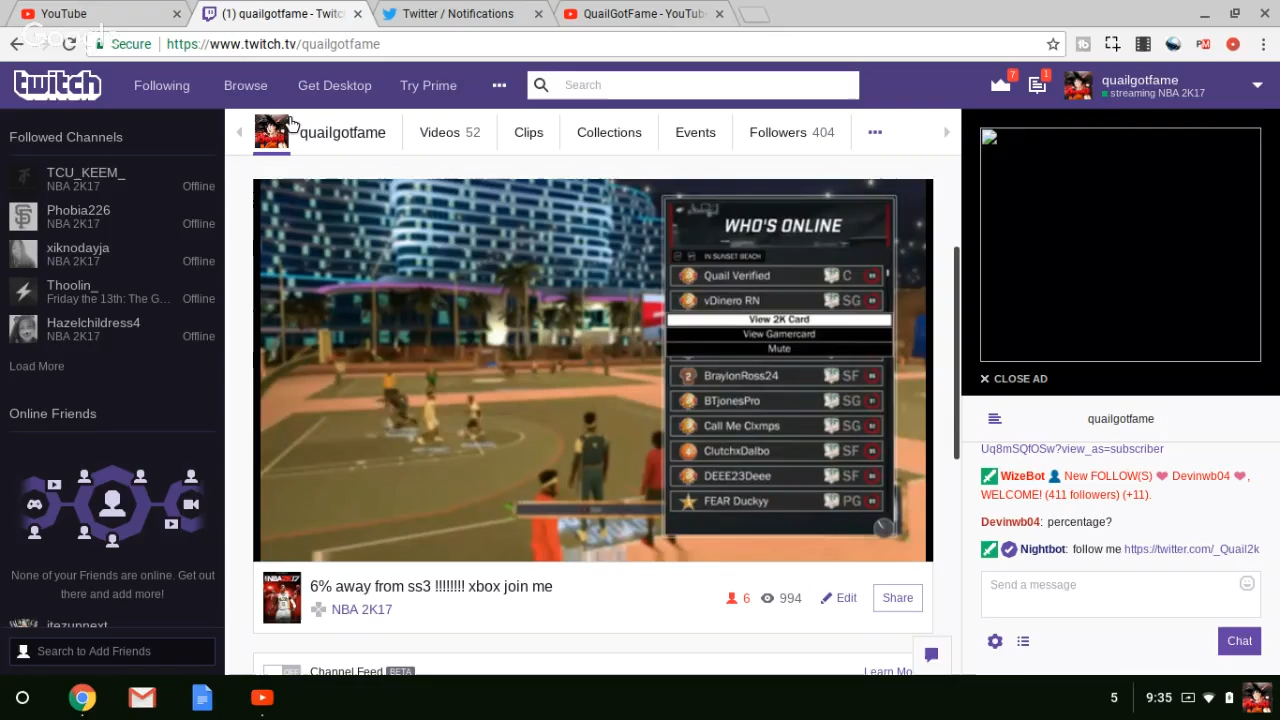 YouTube
(1) quailgotfame - Twitc
Twitter / Notifications
QuailGotFame - YouTub
Secure
https://www.twitch.tv/quailgotfame
twitch
Following
Browse
Get Desktop
Try Prime
Search
7
1
quailgotfame
streaming NBA 2K17
Followed Channels
TCU_KEEM_
NBA 2K17
Offline
Phobia226
NBA 2K17
Offline
xiknodayja
NBA 2K17
Offline
Thoolin_
Friday the 13th: The G...
Offline
Hazelchildress4
NBA 2K17
Offline
Load More
Online Friends
None of your Friends are online. Get out
there and add more!
itezuppext
Search to Add Friends
quailgotfame
Videos 52
Clips
Collections
Events
Followers 404
WHO'S ONLINE
IN SUNSET BEACH
Quail Verified C
vDinero RN SG
View 2K Card
View Gamercard
Mute
BraylonRoss24 SF
BTjonesPro SG
Call Me Clxmps SG
ClutchxDalbo SF
DEEE23Deee SF
FEAR Duckyy PG
6% away from ss3 !!!!!!!! xbox join me
NBA 2K17
6
994
Edit
Share
OFF
Channel Feed BETA
Learn Mo
CLOSE AD
quailgotfame
Uq8mSQfOSw?view_as=subscriber
WizeBot New FOLLOW(S) Devinwb04 ,
WELCOME! (411 followers) (+11).
Devinwb04: percentage?
Nightbot: follow me https://twitter.com/_Quail2k
Send a message
Chat
5
9:35